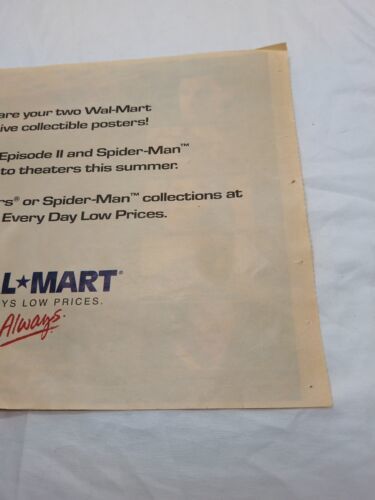 are your two Wal-Mart
ive collectible posters!
Episode II and Spider-Man™
to theaters this summer.
rs® or Spider-Man™ collections at
Every Day Low Prices.
L★MART®
YS LOW PRICES.
Always.